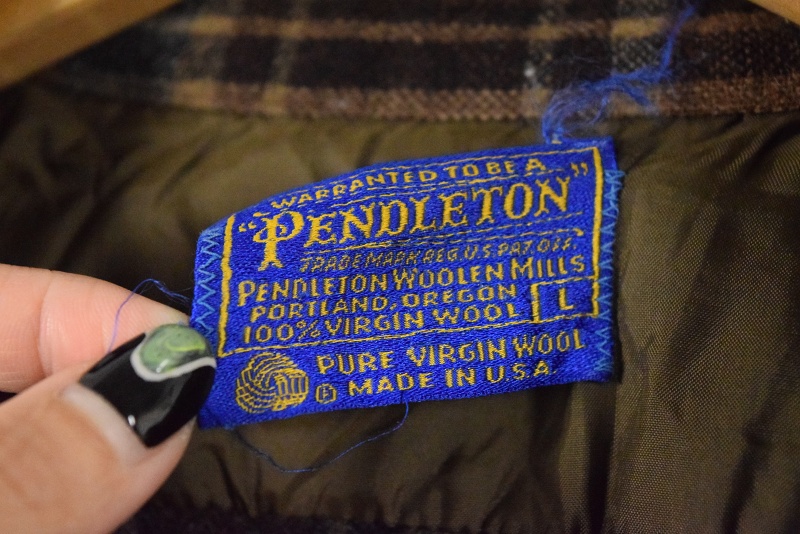 WARRANTED TO BE A
"PENDLETON"
TRADE MARK REG. U.S. PAT. OFF.
PENDLETON WOOLEN MILLS
PORTLAND, OREGON
100% VIRGIN WOOL
L
PURE VIRGIN WOOL
MADE IN U.S.A.